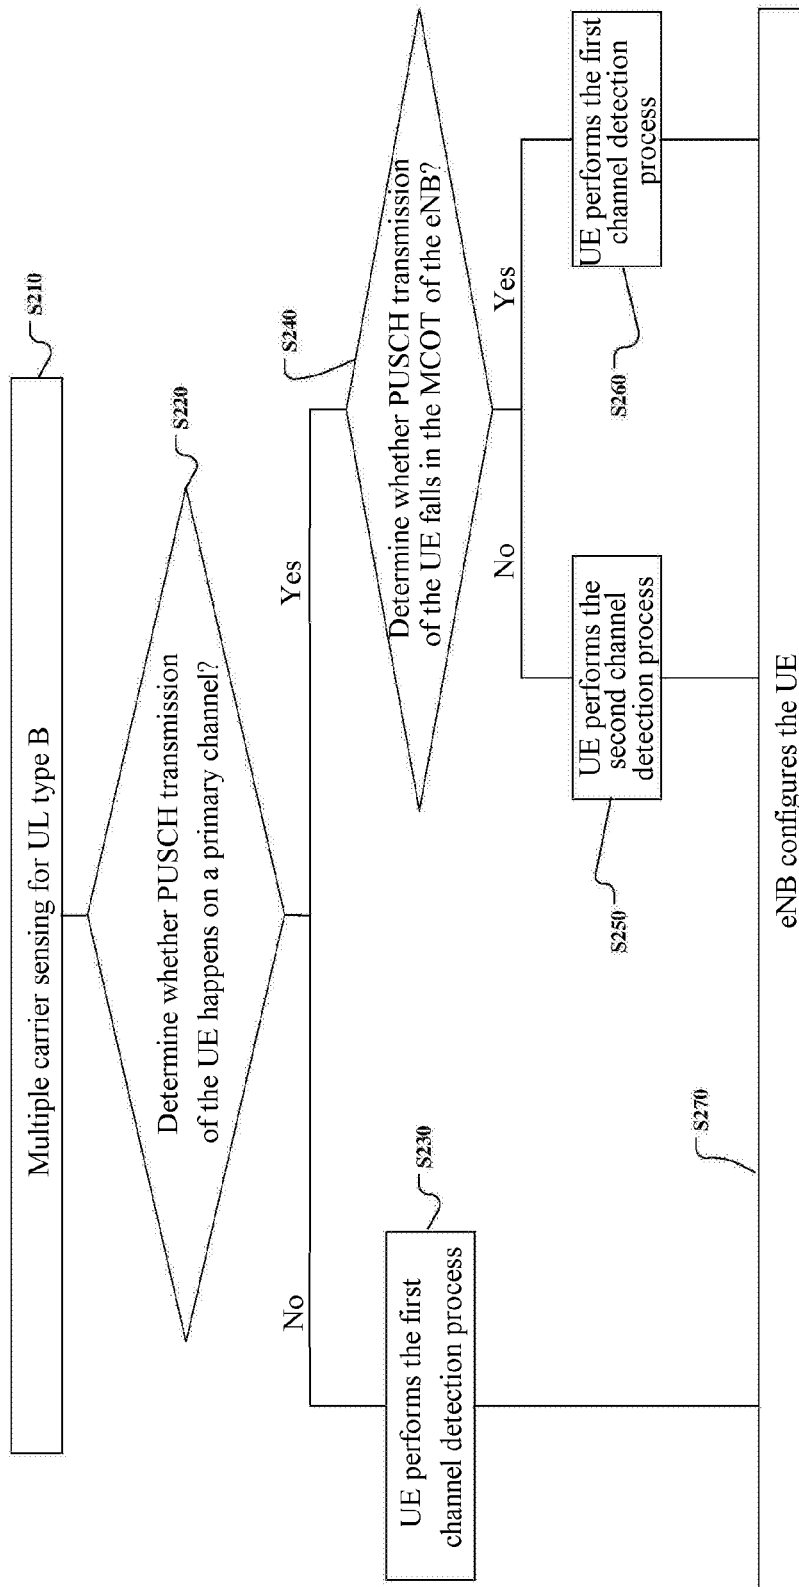 Multiple carrier sensing for UL type B
S210
Determine whether PUSCH transmission
of the UE happens on a primary channel?
S220
No
Yes
UE performs the first
channel detection process
S230
Determine whether PUSCH transmission
of the UE falls in the MCOT of the eNB?
S240
No
Yes
UE performs the
second channel
detection process
S250
UE performs the first
channel detection
process
S260
S270
eNB configures the UE